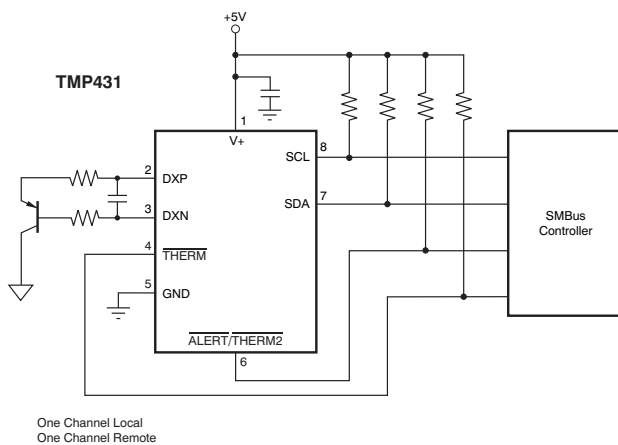 +5V
TMP431
1
V+
8
SCL
2
DXP
7
SDA
3
DXN
SMBus
Controller
4
THERM
5
GND
ALERT/THERM2
6
One Channel Local
One Channel Remote